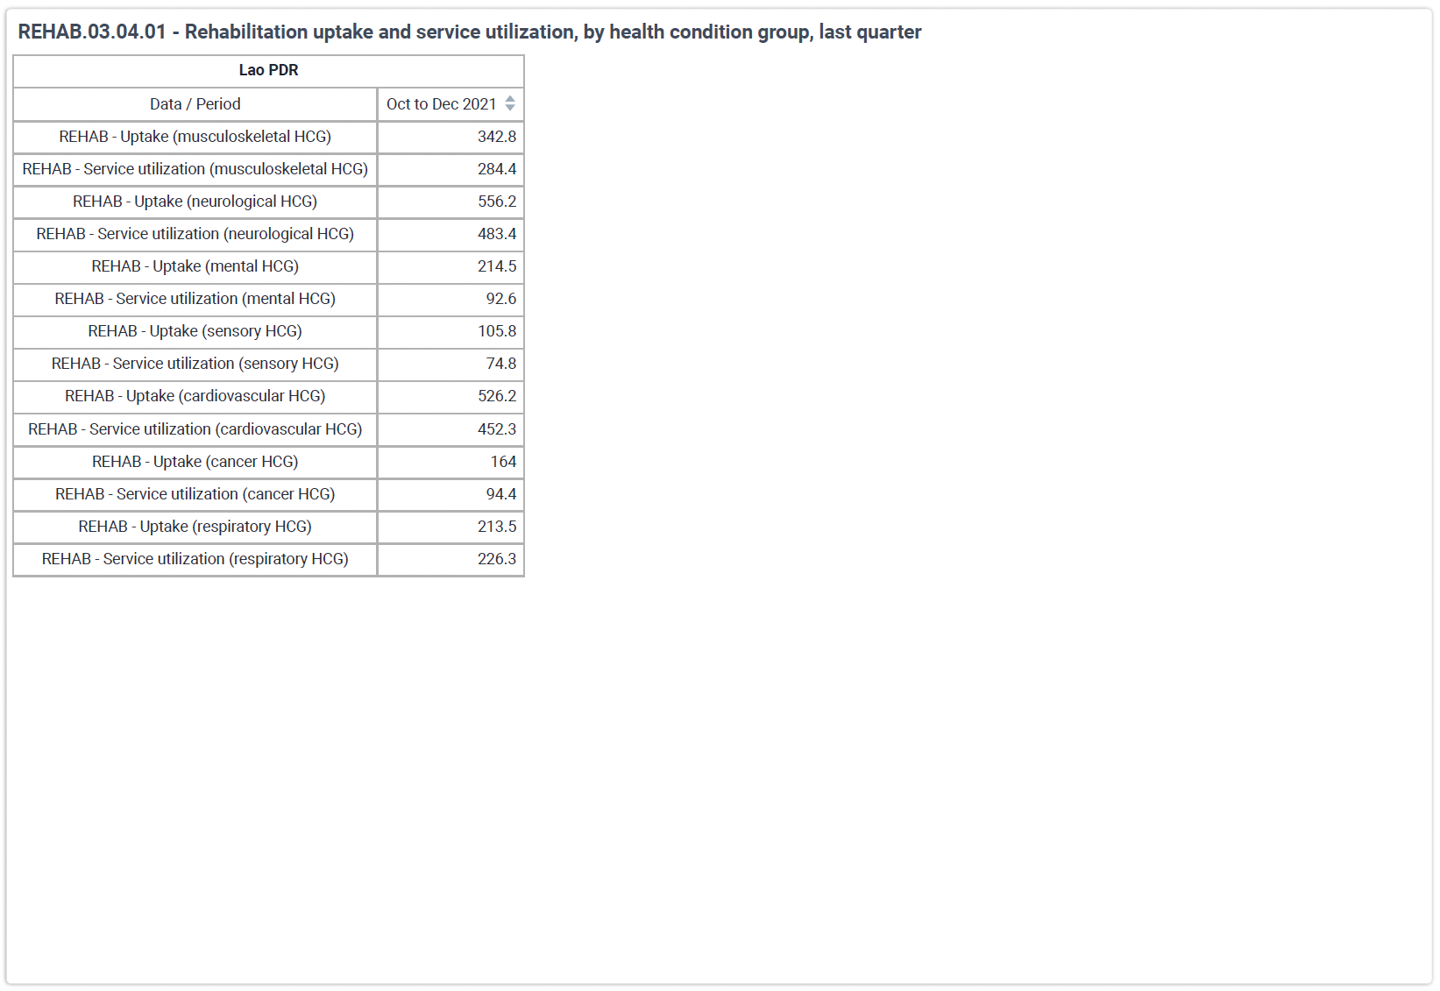 REHAB.03.04.01 - Rehabilitation uptake and service utilization, by health condition group, last quarter
Lao PDR
Data / Period Oct to Dec 2021
REHAB - Uptake (musculoskeletal HCG) 342.8
REHAB - Service utilization (musculoskeletal HCG) 284.4
REHAB - Uptake (neurological HCG) 556.2
REHAB - Service utilization (neurological HCG) 483.4
REHAB - Uptake (mental HCG) 214.5
REHAB - Service utilization (mental HCG) 92.6
REHAB - Uptake (sensory HCG) 105.8
REHAB - Service utilization (sensory HCG) 74.8
REHAB - Uptake (cardiovascular HCG) 526.2
REHAB - Service utilization (cardiovascular HCG) 452.3
REHAB - Uptake (cancer HCG) 164
REHAB - Service utilization (cancer HCG) 94.4
REHAB - Uptake (respiratory HCG) 213.5
REHAB - Service utilization (respiratory HCG) 226.3